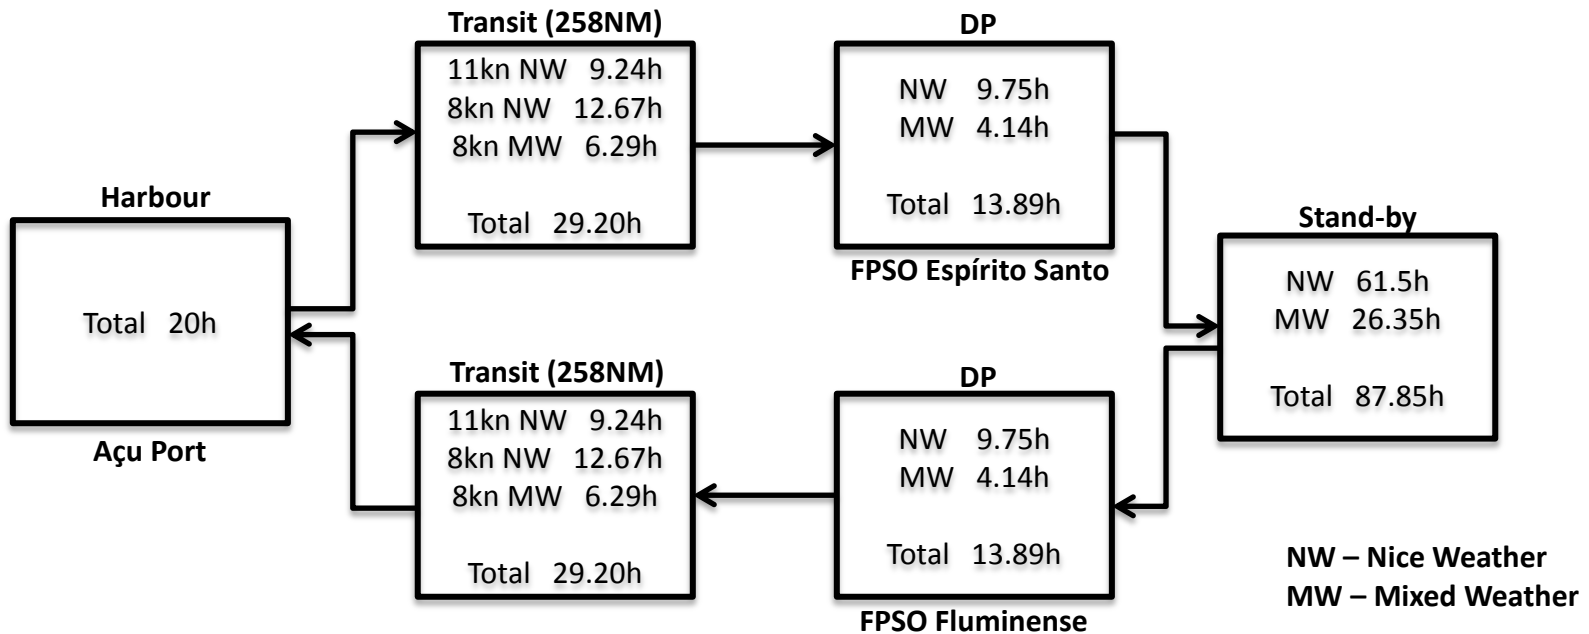 Transit (258NM)
11kn NW 9.24h
8kn NW 12.67h
8kn MW 6.29h
Total 29.20h
DP
NW 9.75h
MW 4.14h
Total 13.89h
FPSO Espírito Santo
Harbour
Total 20h
Açu Port
Stand-by
NW 61.5h
MW 26.35h
Total 87.85h
Transit (258NM)
11kn NW 9.24h
8kn NW 12.67h
8kn MW 6.29h
Total 29.20h
DP
NW 9.75h
MW 4.14h
Total 13.89h
FPSO Fluminense
NW – Nice Weather
MW – Mixed Weather